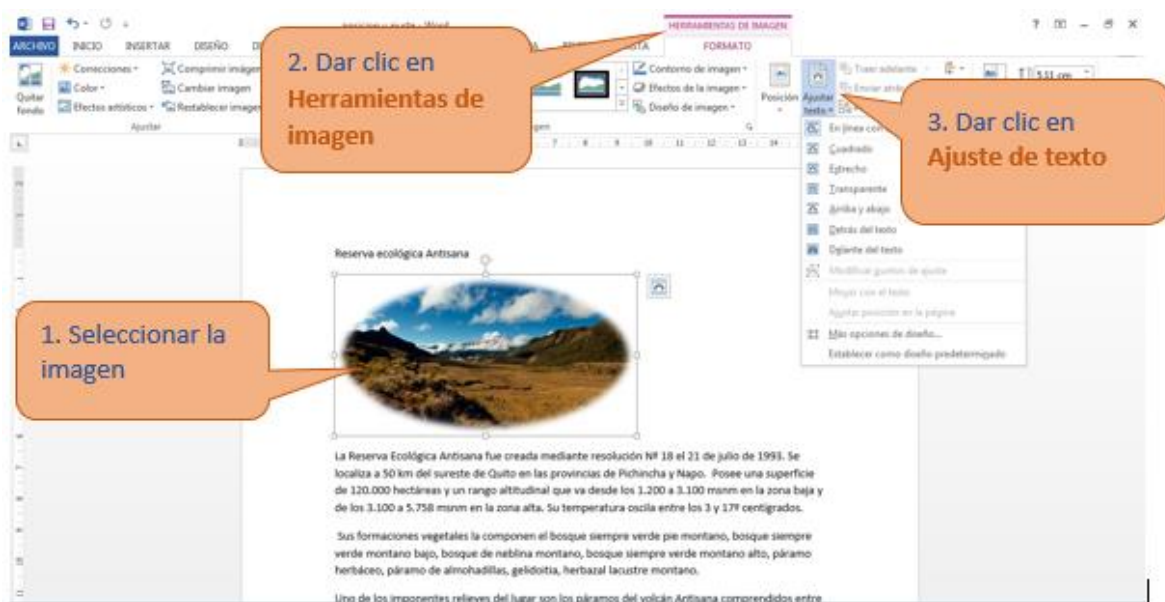 posicion y ajuste - Word
HERRAMIENTAS DE IMAGEN
ARCHIVO INICIO INSERTAR DISEÑO FORMATO
Correcciones
Color
Efectos artísticos
Quitar fondo
Comprimir
Cambiar imagen
Restablecer
Ajustar
2. Dar clic en
Herramientas de
imagen
Contorno de imagen
Efectos de la imagen
Diseño de imagen
Posición
Ajustar
texto
Traer adelante
5,11 cm
3. Dar clic en
Ajuste de texto
En línea con
Cuadrado
Estrecho
Transparente
Arriba y abajo
Detrás del texto
Delante del texto
Modificar puntos de ajuste
Mover con el texto
Ajustar posición en la página
Más opciones de diseño...
Establecer como diseño predeterminado
Reserva ecológica Antisana
1. Seleccionar la
imagen
La Reserva Ecológica Antisana fue creada mediante resolución Nº 18 el 21 de julio de 1993. Se
localiza a 50 km del sureste de Quito en las provincias de Pichincha y Napo. Posee una superficie
de 120.000 hectáreas y un rango altitudinal que va desde los 1.200 a 3.100 msnm en la zona baja y
de los 3.100 a 5.758 msnm en la zona alta. Su temperatura oscila entre los 3 y 17º centígrados.
Sus formaciones vegetales la componen el bosque siempre verde pie montano, bosque siempre
verde montano bajo, bosque de neblina montano, bosque siempre verde montano alto, páramo
herbáceo, páramo de almohadillas, gelidoitia, herbazal lacustre montano.
Uno de los imponentes relieves del lugar son los páramos del volcán Antisana comprendidos entre